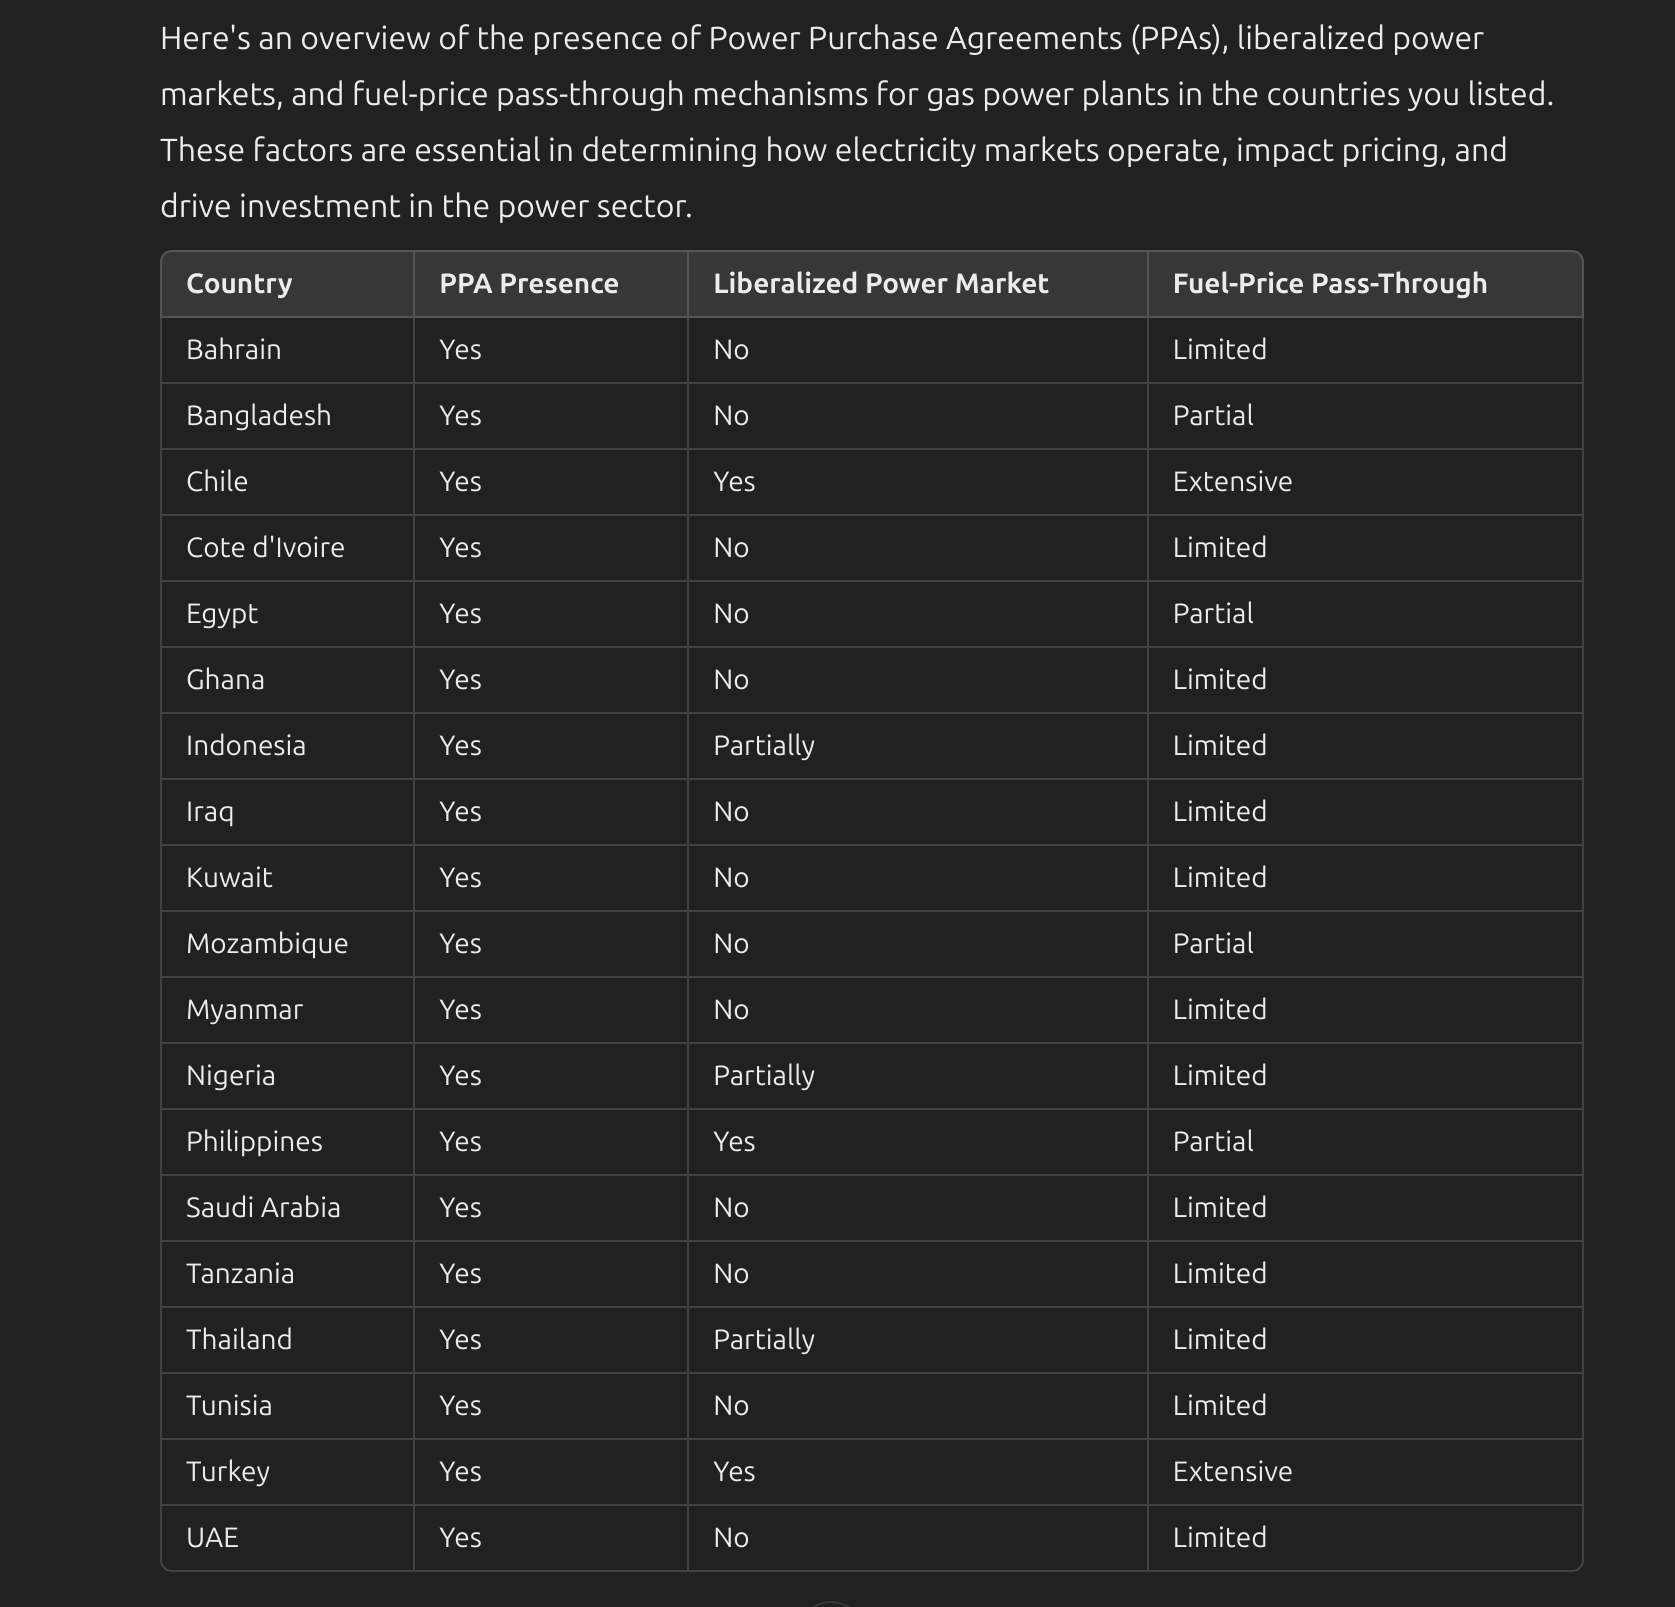 Here's an overview of the presence of Power Purchase Agreements (PPAs), liberalized power
markets, and fuel-price pass-through mechanisms for gas power plants in the countries you listed.
These factors are essential in determining how electricity markets operate, impact pricing, and
drive investment in the power sector.
Country PPA Presence Liberalized Power Market Fuel-Price Pass-Through
Bahrain Yes No Limited
Bangladesh Yes No Partial
Chile Yes Yes Extensive
Cote d'Ivoire Yes No Limited
Egypt Yes No Partial
Ghana Yes No Limited
Indonesia Yes Partially Limited
Iraq Yes No Limited
Kuwait Yes No Limited
Mozambique Yes No Partial
Myanmar Yes No Limited
Nigeria Yes Partially Limited
Philippines Yes Yes Partial
Saudi Arabia Yes No Limited
Tanzania Yes No Limited
Thailand Yes Partially Limited
Tunisia Yes No Limited
Turkey Yes Yes Extensive
UAE Yes No Limited